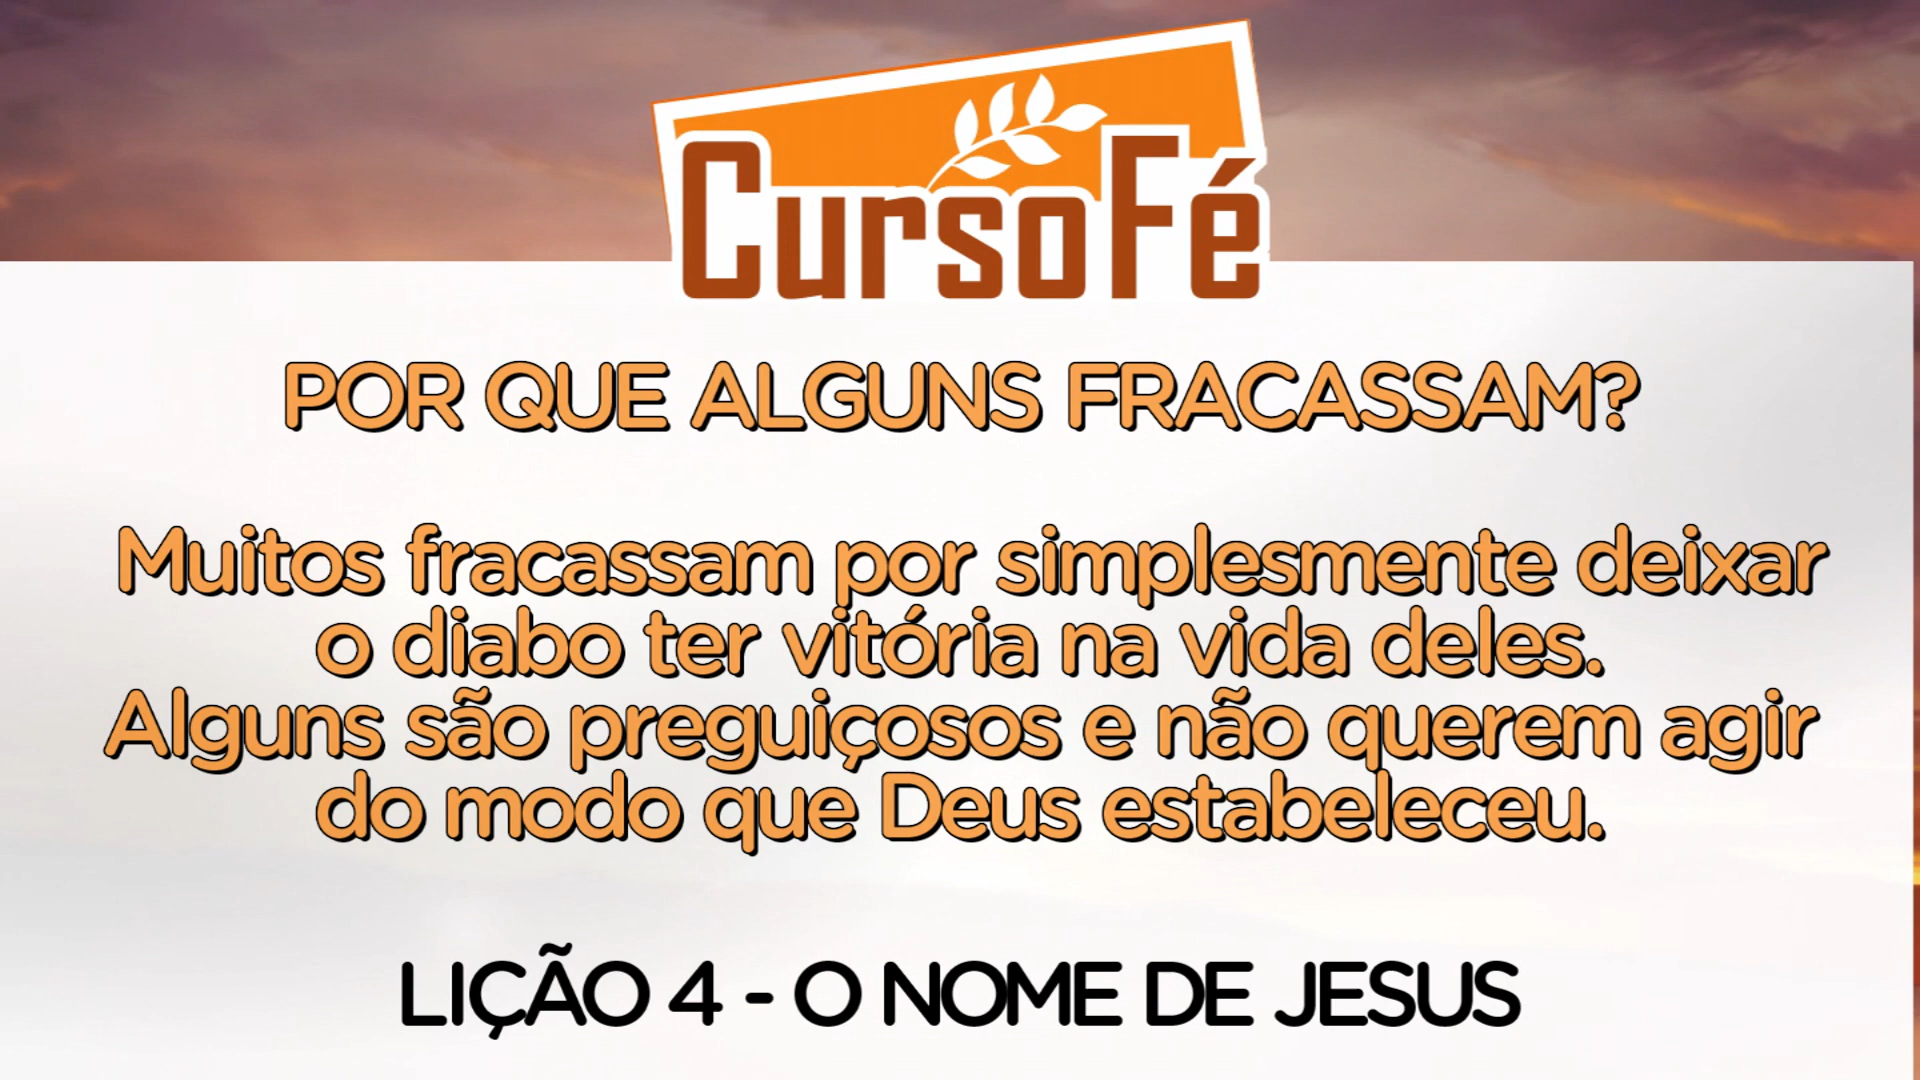 CursoFé
POR QUE ALGUNS FRACASSAM?
Muitos fracassam por simplesmente deixar
o diabo ter vitória na vida deles.
Alguns são preguiçosos e não querem agir
do modo que Deus estabeleceu.
LIÇÃO 4 - O NOME DE JESUS